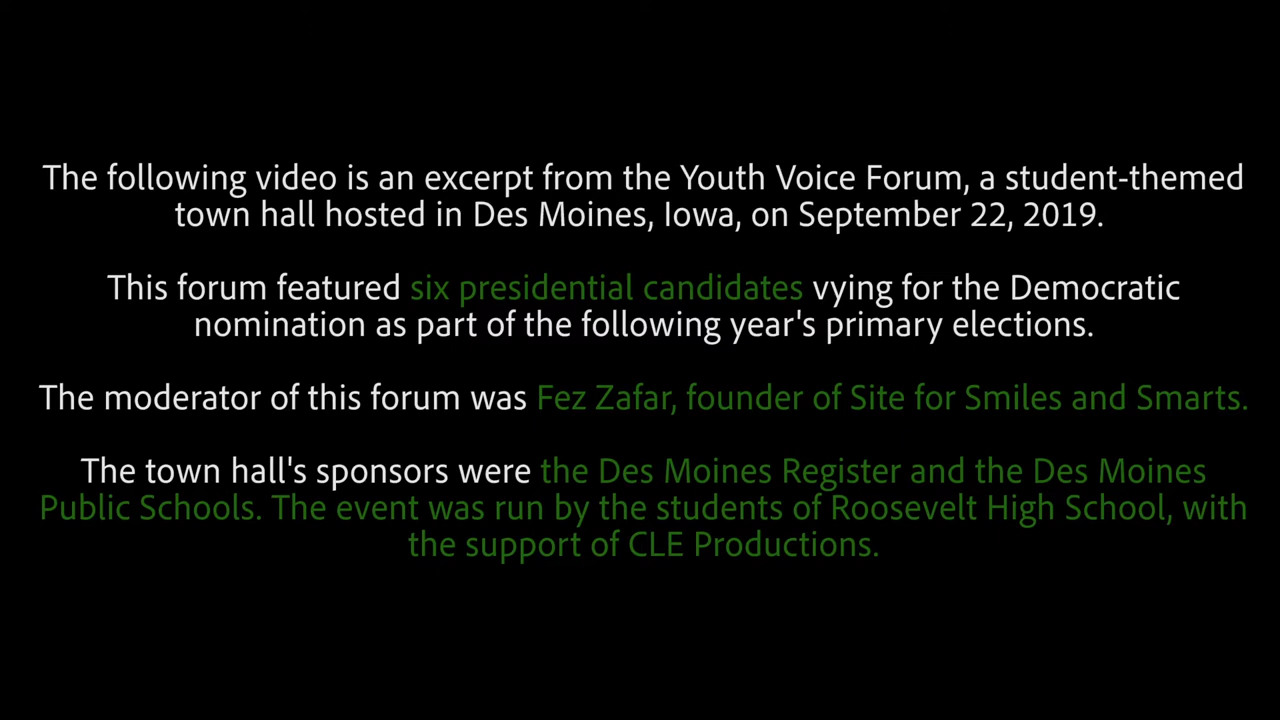 The following video is an excerpt from the Youth Voice Forum, a student-themed
town hall hosted in Des Moines, Iowa, on September 22, 2019.
This forum featured six presidential candidates vying for the Democratic
nomination as part of the following year's primary elections.
The moderator of this forum was Fez Zafar, founder of Site for Smiles and Smarts.
The town hall's sponsors were the Des Moines Register and the Des Moines
Public Schools. The event was run by the students of Roosevelt High School, with
the support of CLE Productions.